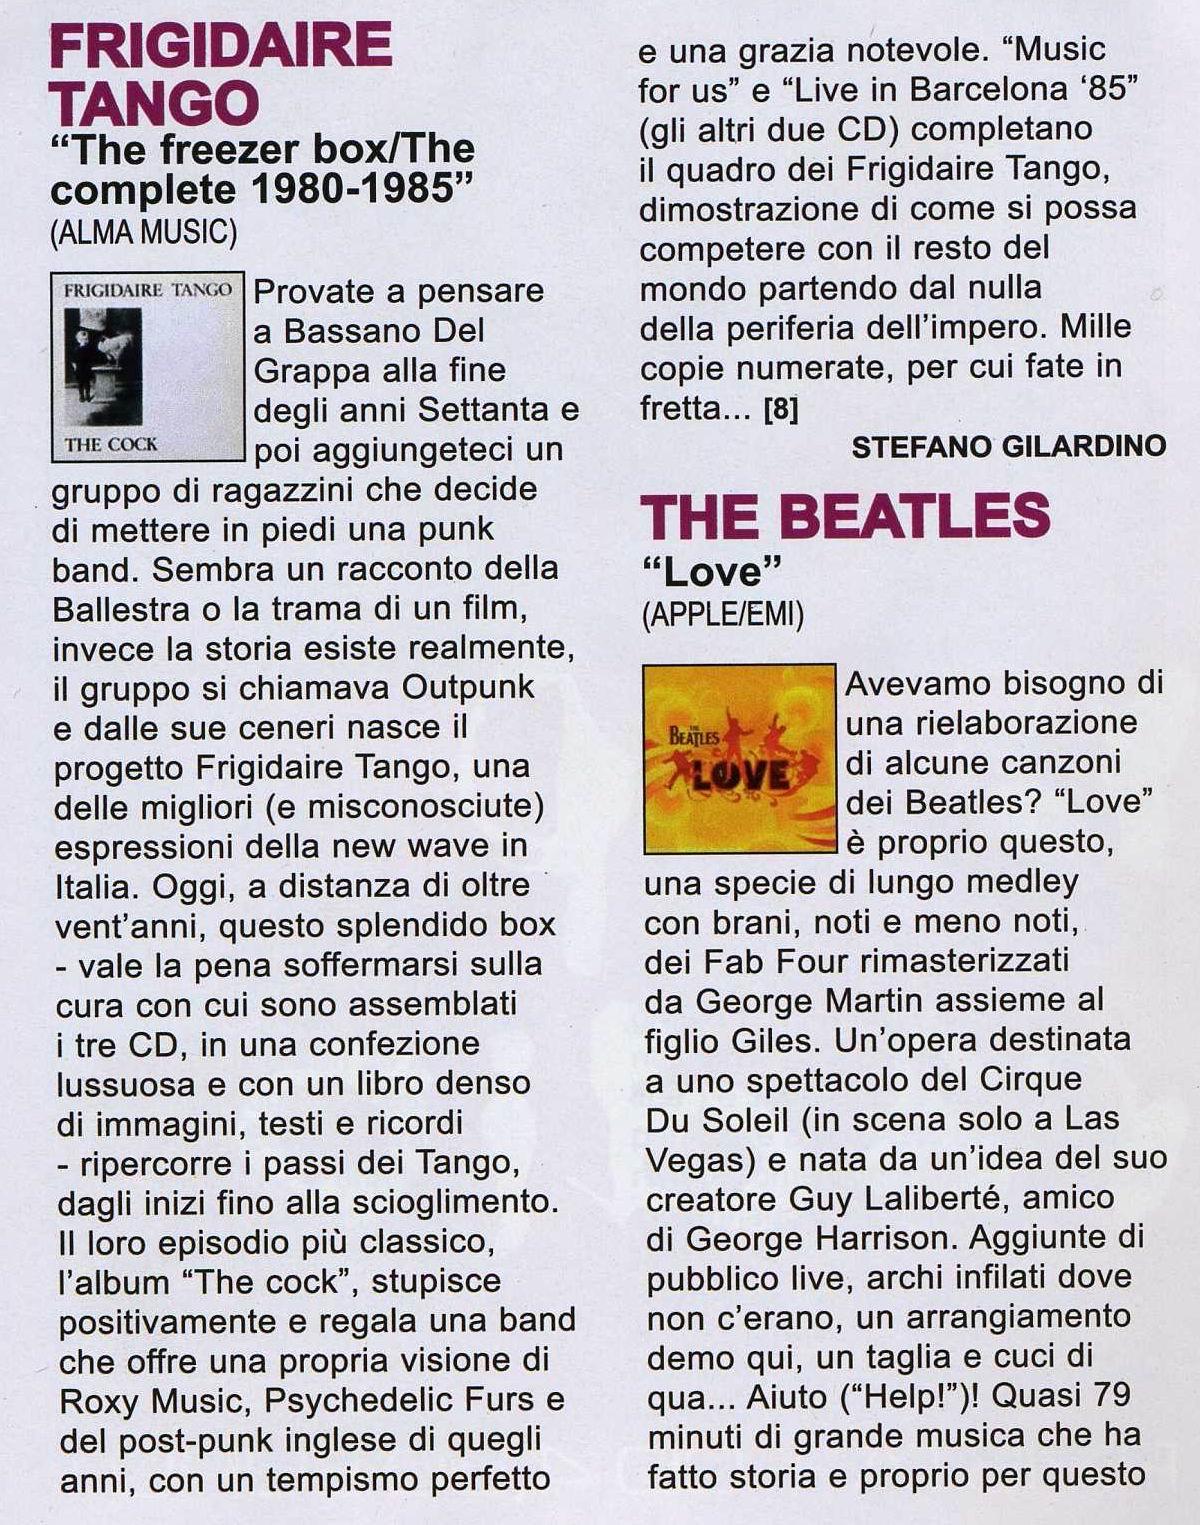 FRIGIDAIRE
TANGO
“The freezer box/The
complete 1980-1985”
(ALMA MUSIC)
FRIGIDAIRE TANGO
THE COCK
Provate a pensare
a Bassano Del
Grappa alla fine
degli anni Settanta e
poi aggiungeteci un
gruppo di ragazzini che decide
di mettere in piedi una punk
band. Sembra un racconto della
Ballestra o la trama di un film,
invece la storia esiste realmente,
il gruppo si chiamava Outpunk
e dalle sue ceneri nasce il
progetto Frigidaire Tango, una
delle migliori (e misconosciute)
espressioni della new wave in
Italia. Oggi, a distanza di oltre
vent’anni, questo splendido box
- vale la pena soffermarsi sulla
cura con cui sono assemblati
i tre CD, in una confezione
lussuosa e con un libro denso
di immagini, testi e ricordi
- ripercorre i passi dei Tango,
dagli inizi fino alla scioglimento.
Il loro episodio più classico,
l’album “The cock”, stupisce
positivamente e regala una band
che offre una propria visione di
Roxy Music, Psychedelic Furs e
del post-punk inglese di quegli
anni, con un tempismo perfetto
e una grazia notevole. “Music
for us” e “Live in Barcelona ‘85”
(gli altri due CD) completano
il quadro dei Frigidaire Tango,
dimostrazione di come si possa
competere con il resto del
mondo partendo dal nulla
della periferia dell’impero. Mille
copie numerate, per cui fate in
fretta... [8]
STEFANO GILARDINO
THE BEATLES
“Love”
(APPLE/EMI)
THE
BEATLES
LOVE
Avevamo bisogno di
una rielaborazione
di alcune canzoni
dei Beatles? “Love”
è proprio questo,
una specie di lungo medley
con brani, noti e meno noti,
dei Fab Four rimasterizzati
da George Martin assieme al
figlio Giles. Un’opera destinata
a uno spettacolo del Cirque
Du Soleil (in scena solo a Las
Vegas) e nata da un’idea del suo
creatore Guy Laliberté, amico
di George Harrison. Aggiunte di
pubblico live, archi infilati dove
non c’erano, un arrangiamento
demo qui, un taglia e cuci di
qua... Aiuto (“Help!”)! Quasi 79
minuti di grande musica che ha
fatto storia e proprio per questo